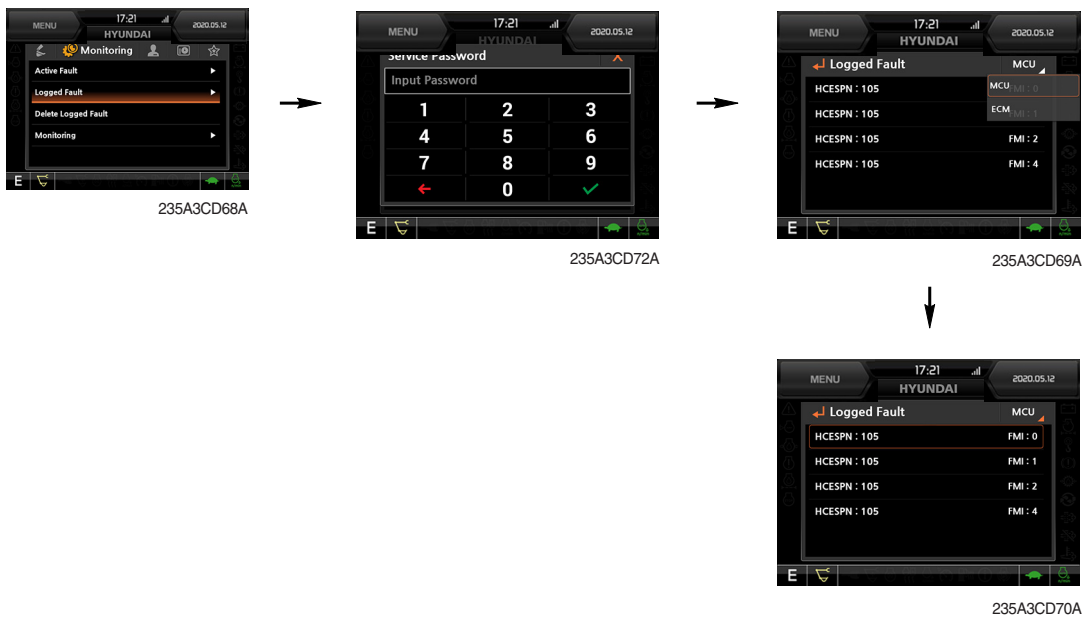 MENU
17:21
HYUNDAI
2020.05.12
Monitoring
Active Fault
Logged Fault
Delete Logged Fault
Monitoring
E
235A3CD68A
MENU
17:21
HYUNDAI
2020.05.12
Service Password
X
Input Password
1 2 3
4 5 6
7 8 9
0
E
235A3CD72A
MENU
17:21
HYUNDAI
2020.05.12
Logged Fault MCU
HCESPN : 105 FMI : 0
MCU
HCESPN : 105 FMI : 1
ECM
HCESPN : 105 FMI : 2
HCESPN : 105 FMI : 4
E
235A3CD69A
MENU
17:21
HYUNDAI
2020.05.12
Logged Fault MCU
HCESPN : 105 FMI : 0
HCESPN : 105 FMI : 1
HCESPN : 105 FMI : 2
HCESPN : 105 FMI : 4
E
235A3CD70A